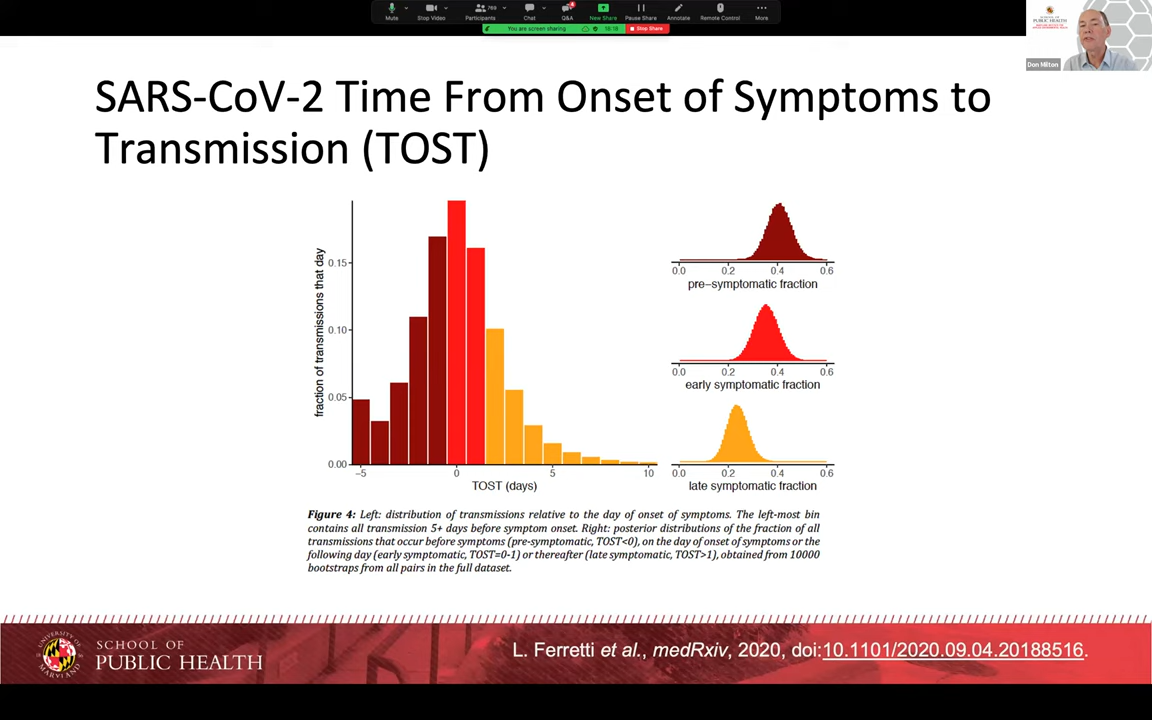 Mute
Stop Video
769
Participants
Chat
Q&A
New Share
Pause Share
Annotate
Remote Control
More
You are screen sharing
Stop Share
SCHOOL OF
PUBLIC HEALTH
Don Milton
SARS-CoV-2 Time From Onset of Symptoms to
Transmission (TOST)
fraction of transmissions that day
0.15
0.10
0.05
0.00
−5
0
5
10
TOST (days)
0.0 0.2 0.4 0.6
pre−symptomatic fraction
0.0 0.2 0.4 0.6
early symptomatic fraction
0.0 0.2 0.4 0.6
late symptomatic fraction
Figure 4: Left: distribution of transmissions relative to the day of onset of symptoms. The left-most bin
contains all transmission 5+ days before symptom onset. Right: posterior distributions of the fraction of all
transmissions that occur before symptoms (pre-symptomatic, TOST<0), on the day of onset of symptoms or the
following day (early symptomatic, TOST=0-1) or thereafter (late symptomatic, TOST>1), obtained from 10000
bootstraps from all pairs in the full dataset.
UNIVERSITY OF
MARYLAND
SCHOOL OF
PUBLIC HEALTH
L. Ferretti et al., medRxiv, 2020, doi:10.1101/2020.09.04.20188516.